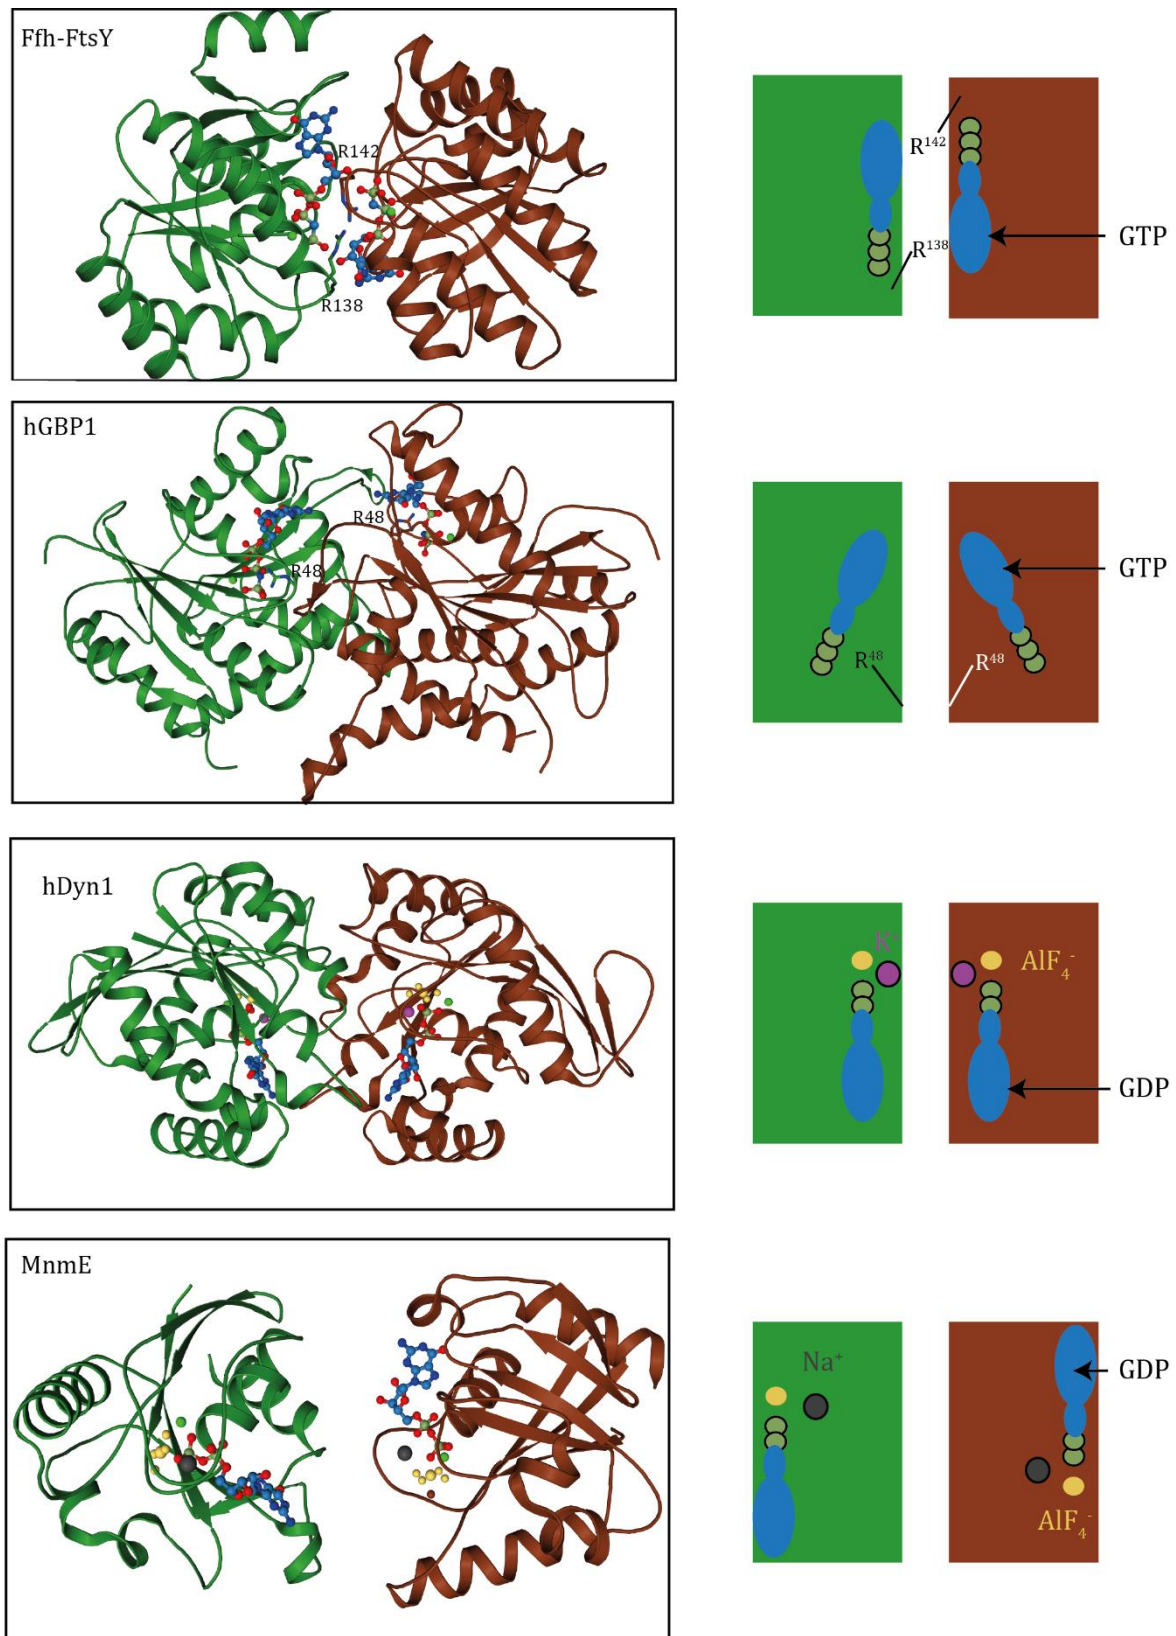 Ffh-FtsY
R142
R138
R¹⁴²
R¹³⁸
GTP
hGBP1
R48
R48
GTP
R⁴⁸
R⁴⁸
hDyn1
K⁺
AlF₄⁻
GDP
MnmE
Na⁺
GDP
AlF₄⁻